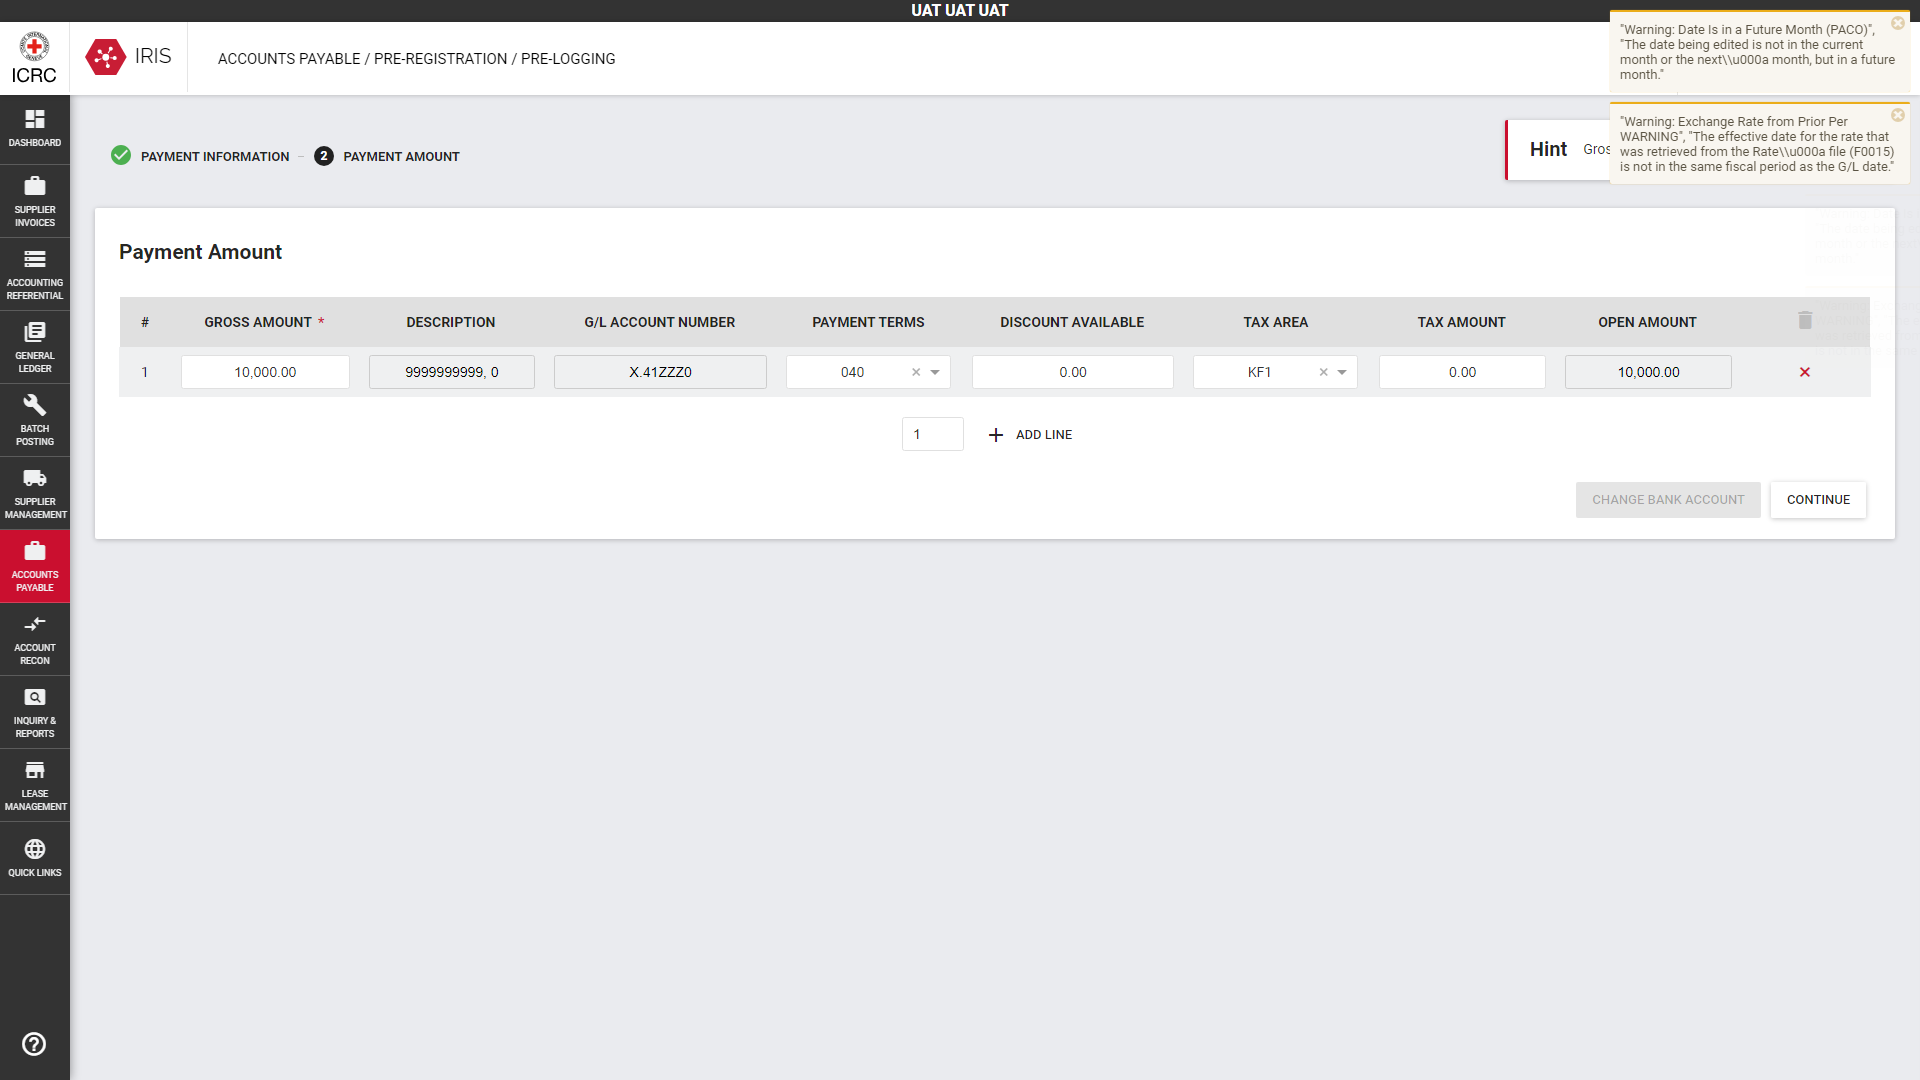 UAT UAT UAT
ICRC
IRIS
ACCOUNTS PAYABLE / PRE-REGISTRATION / PRE-LOGGING
"Warning: Date Is in a Future Month (PACO)",
"The date being edited is not in the current
month or the next\\u000a month, but in a future
month."
"Warning: Exchange Rate from Prior Per
WARNING", "The effective date for the rate that
was retrieved from the Rate\\u000a file (F0015)
is not in the same fiscal period as the G/L date."
DASHBOARD
SUPPLIER
INVOICES
ACCOUNTING
REFERENTIAL
GENERAL
LEDGER
BATCH
POSTING
SUPPLIER
MANAGEMENT
ACCOUNTS
PAYABLE
ACCOUNT
RECON
INQUIRY &
REPORTS
LEASE
MANAGEMENT
QUICK LINKS
PAYMENT INFORMATION
2 PAYMENT AMOUNT
Hint
Payment Amount
# GROSS AMOUNT * DESCRIPTION G/L ACCOUNT NUMBER PAYMENT TERMS DISCOUNT AVAILABLE TAX AREA TAX AMOUNT OPEN AMOUNT
1 10,000.00 9999999999, 0 X.41ZZZ0 040 0.00 KF1 0.00 10,000.00
1 ADD LINE
CHANGE BANK ACCOUNT CONTINUE